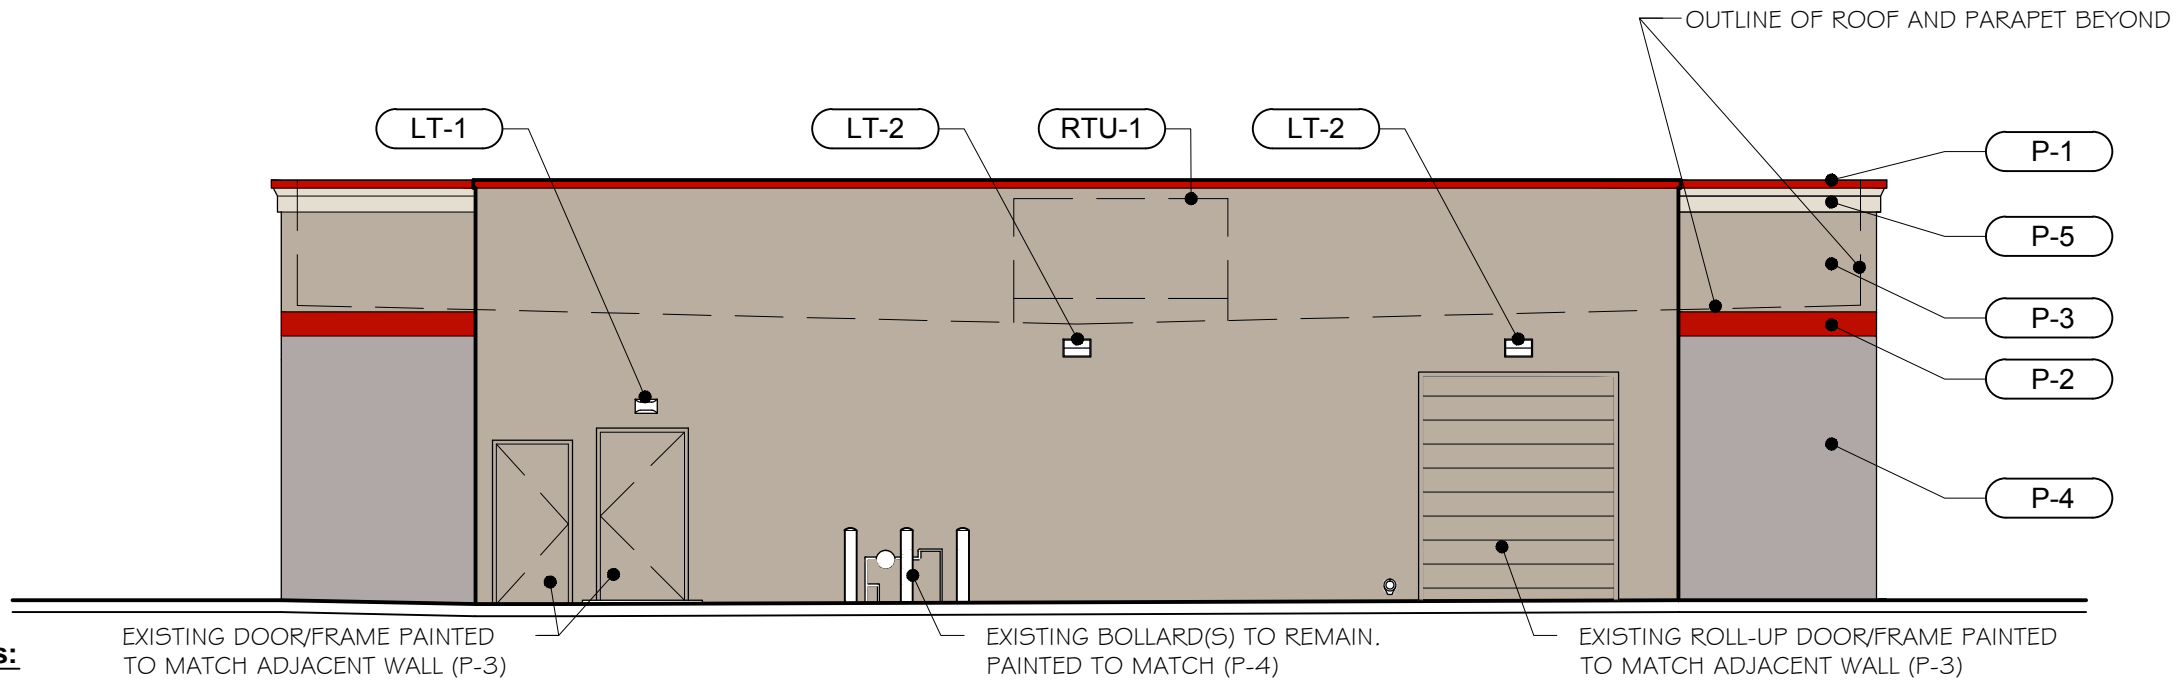 OUTLINE OF ROOF AND PARAPET BEYOND
LT-1
LT-2
RTU-1
LT-2
P-1
P-5
P-3
P-2
P-4
EXISTING DOOR/FRAME PAINTED
TO MATCH ADJACENT WALL (P-3)
EXISTING BOLLARD(S) TO REMAIN.
PAINTED TO MATCH (P-4)
EXISTING ROLL-UP DOOR/FRAME PAINTED
TO MATCH ADJACENT WALL (P-3)
s: